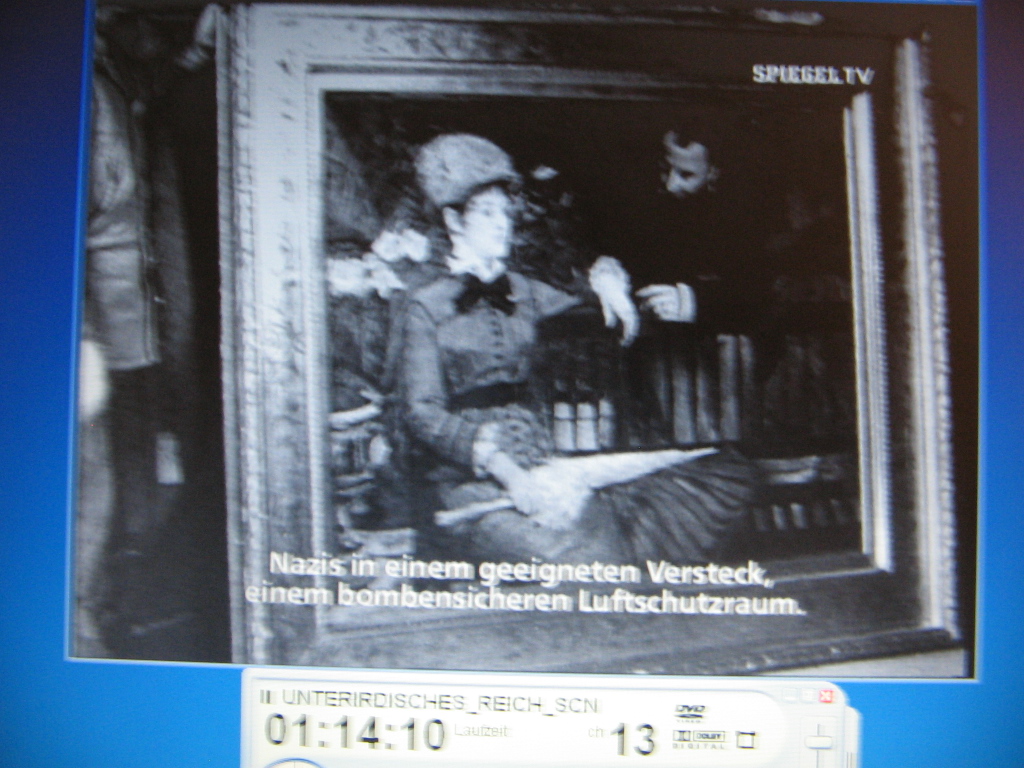 SPIEGEL TV
Nazis in einem geeigneten Versteck,
einem bombensicheren Luftschutzraum.
UNTERIRDISCHES_REICH_SCN
01:14:10
Laufzeit:
ch 13
DVD
VIDEO
DOLBY
DIGITAL